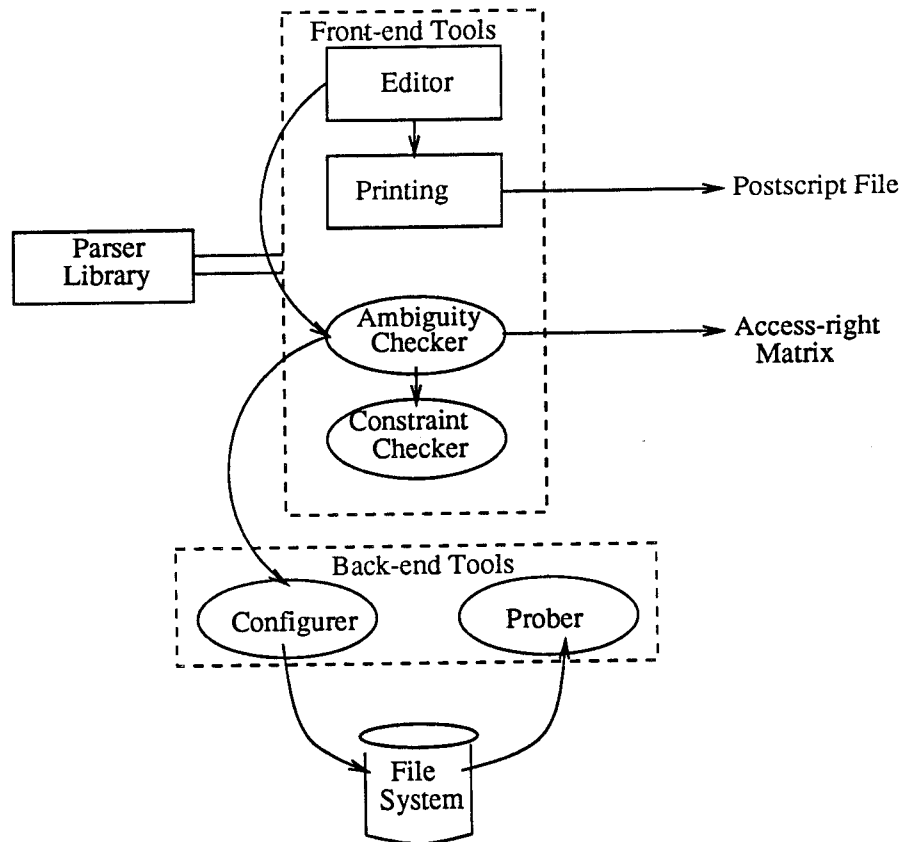 Front-end Tools
Editor
Printing
Postscript File
Parser
Library
Ambiguity
Checker
Access-right
Matrix
Constraint
Checker
Back-end Tools
Configurer
Prober
File
System